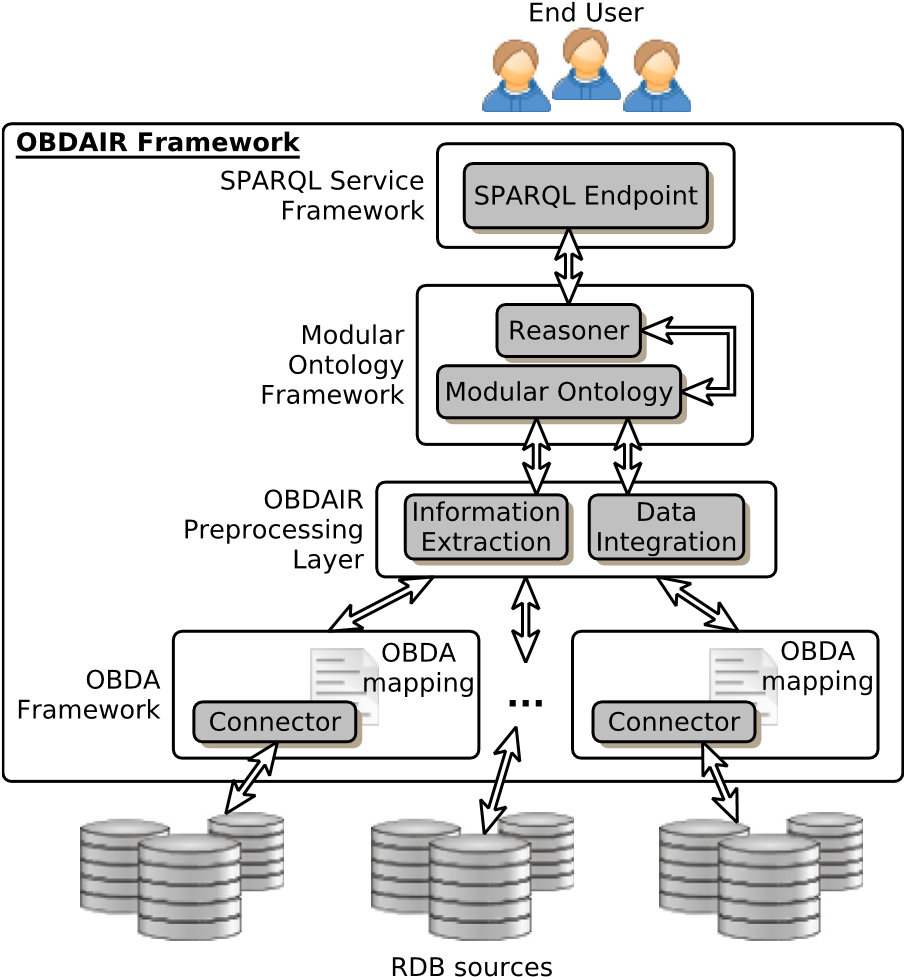 End User
OBDAIR Framework
SPARQL Service
Framework
SPARQL Endpoint
Modular
Ontology
Framework
Reasoner
Modular Ontology
OBDAIR
Preprocessing
Layer
Information
Extraction
Data
Integration
OBDA
Framework
OBDA
mapping
Connector
...
OBDA
mapping
Connector
RDB sources